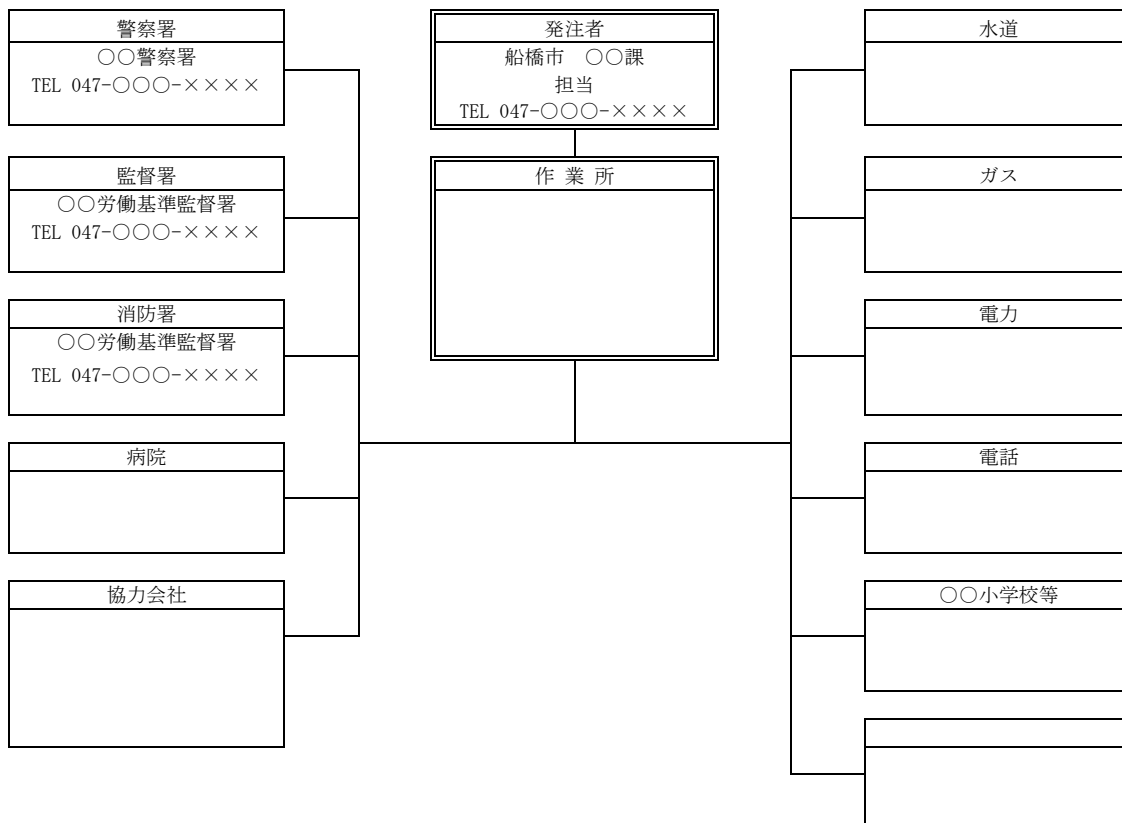 警察署
○○警察署
TEL 047-○○○-××××
監督署
○○労働基準監督署
TEL 047-○○○-××××
消防署
○○労働基準監督署
TEL 047-○○○-××××
病院
協力会社
発注者
船橋市 ○○課
担当
TEL 047-○○○-××××
作 業 所
水道
ガス
電力
電話
○○小学校等